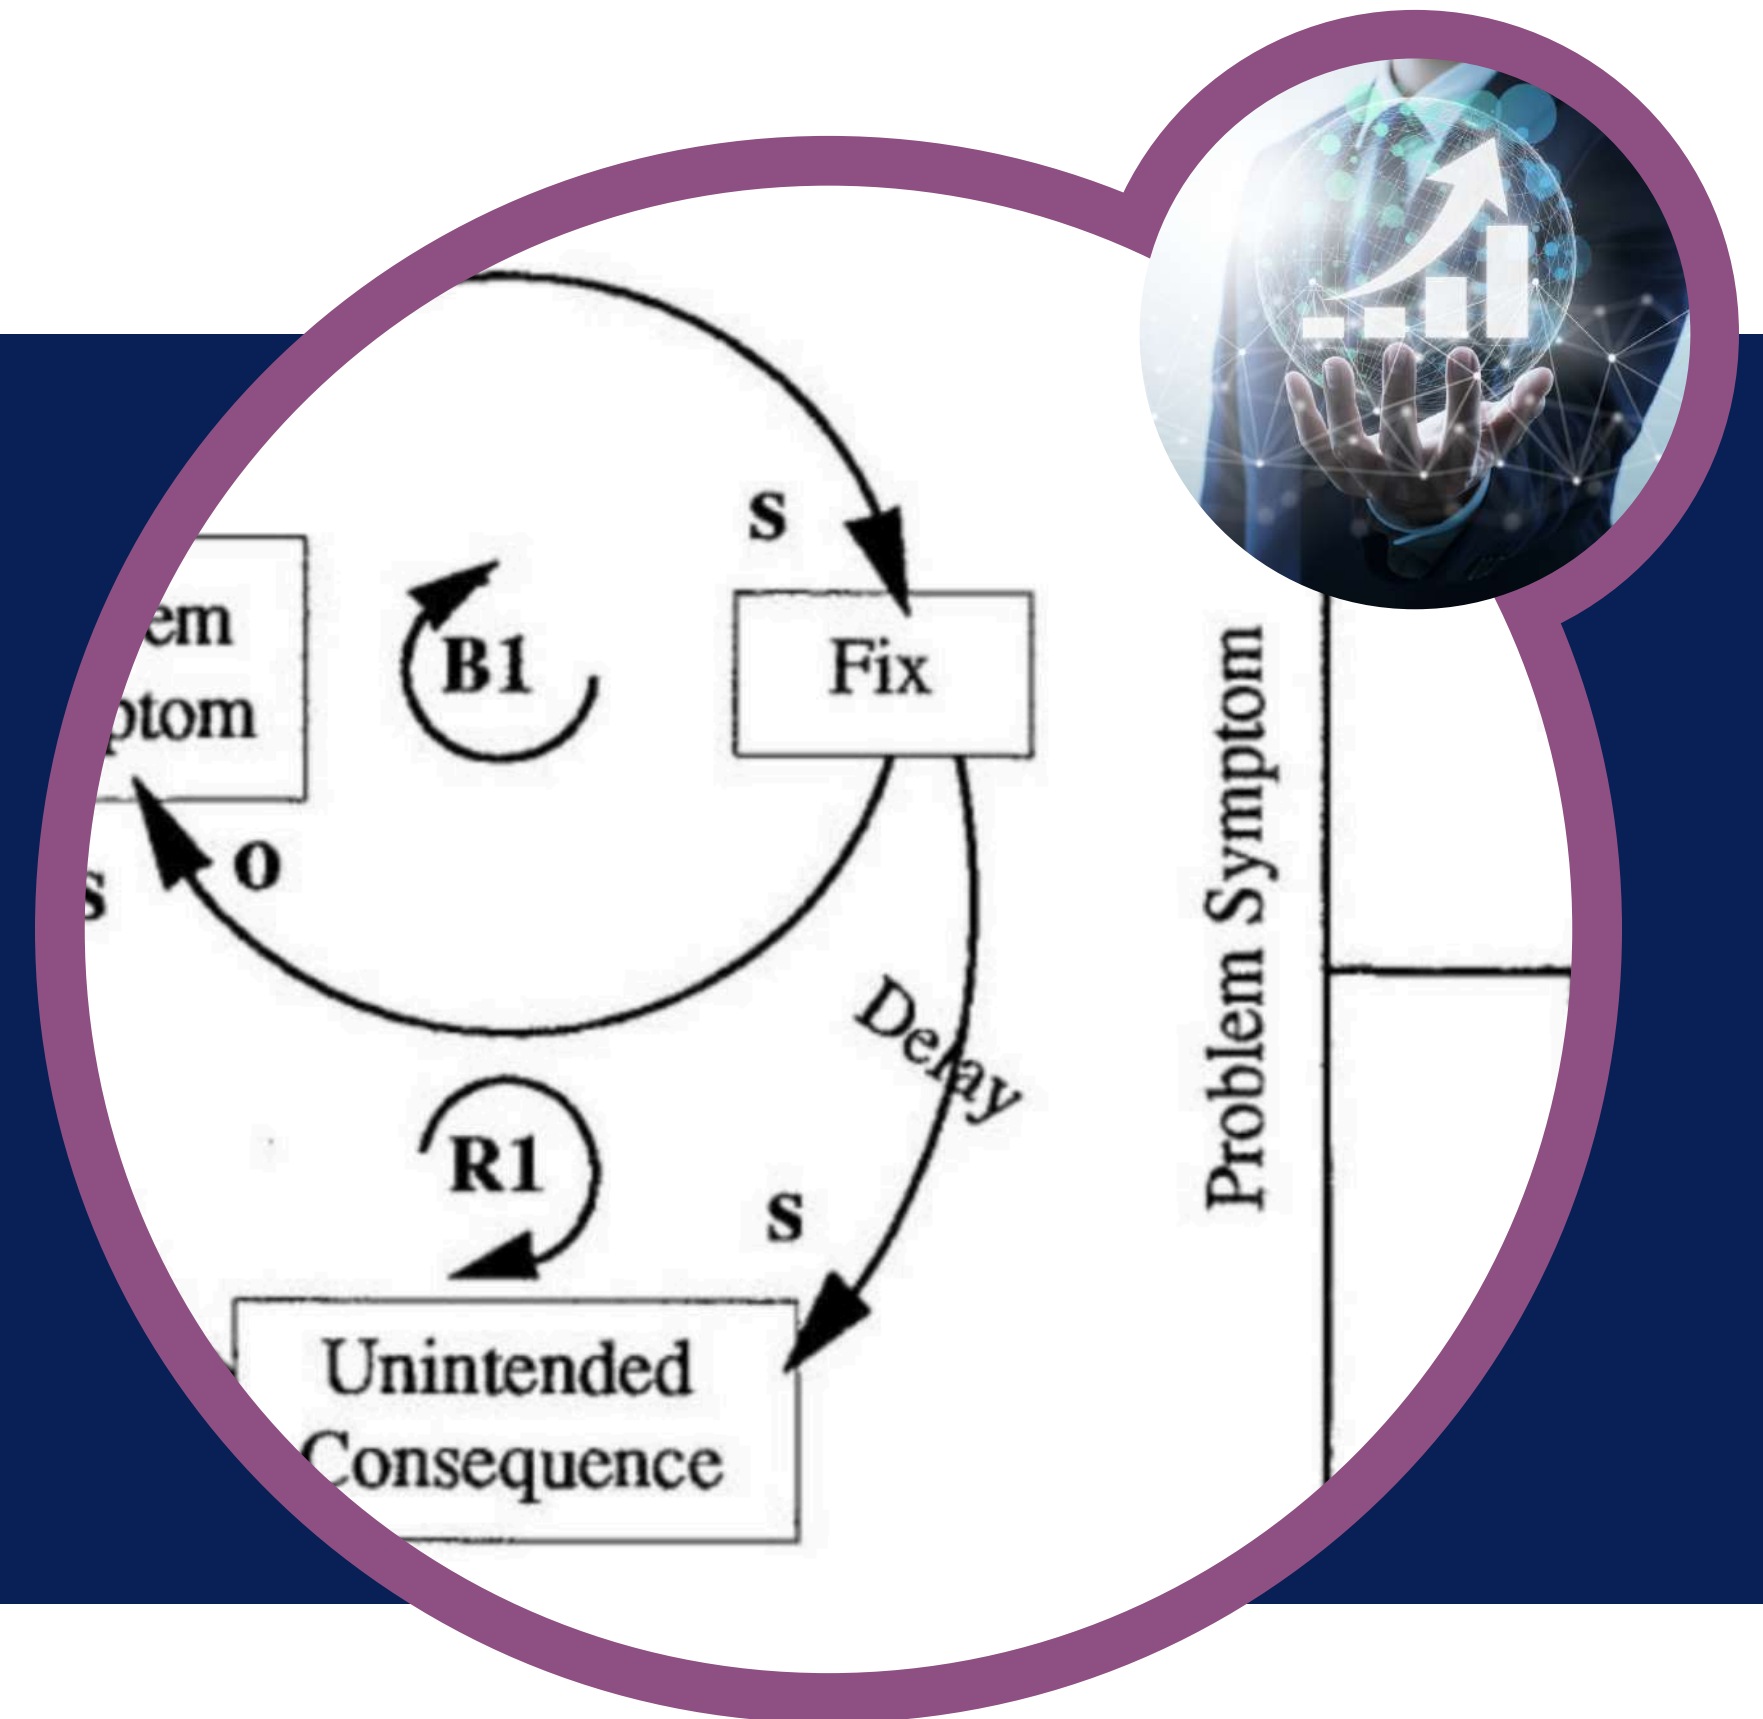 s
em
ptom
B1
Fix
o
s
Delay
R1
s
Unintended
Consequence
Problem Symptom